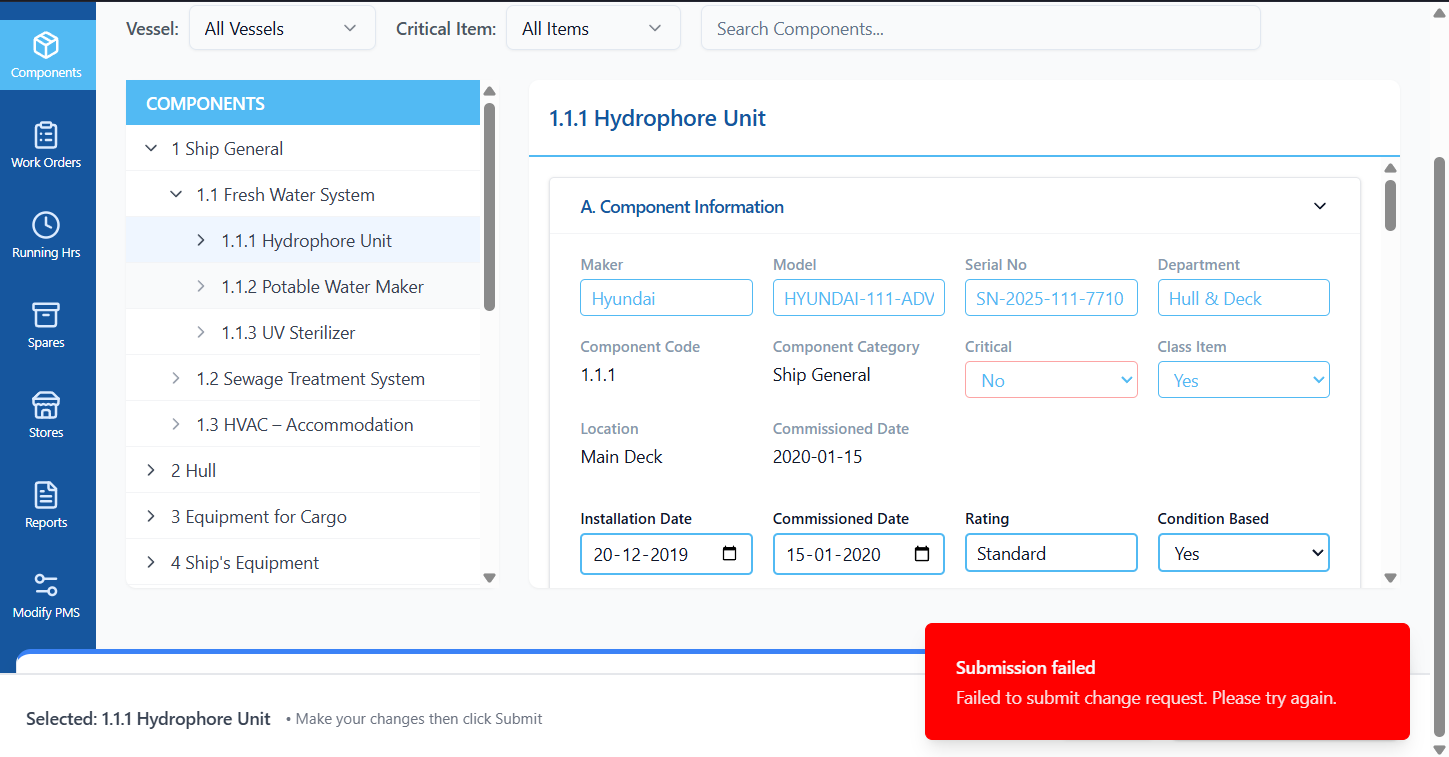 Vessel: All Vessels Critical Item: All Items Search Components...
Components
Work Orders
Running Hrs
Spares
Stores
Reports
Modify PMS
COMPONENTS
1 Ship General
1.1 Fresh Water System
1.1.1 Hydrophore Unit
1.1.2 Potable Water Maker
1.1.3 UV Sterilizer
1.2 Sewage Treatment System
1.3 HVAC – Accommodation
2 Hull
3 Equipment for Cargo
4 Ship's Equipment
1.1.1 Hydrophore Unit
A. Component Information
Maker Model Serial No Department
Hyundai HYUNDAI-111-ADV SN-2025-111-7710 Hull & Deck
Component Code Component Category Critical Class Item
1.1.1 Ship General No Yes
Location Commissioned Date
Main Deck 2020-01-15
Installation Date Commissioned Date Rating Condition Based
20-12-2019 15-01-2020 Standard Yes
Selected: 1.1.1 Hydrophore Unit • Make your changes then click Submit
Submission failed
Failed to submit change request. Please try again.